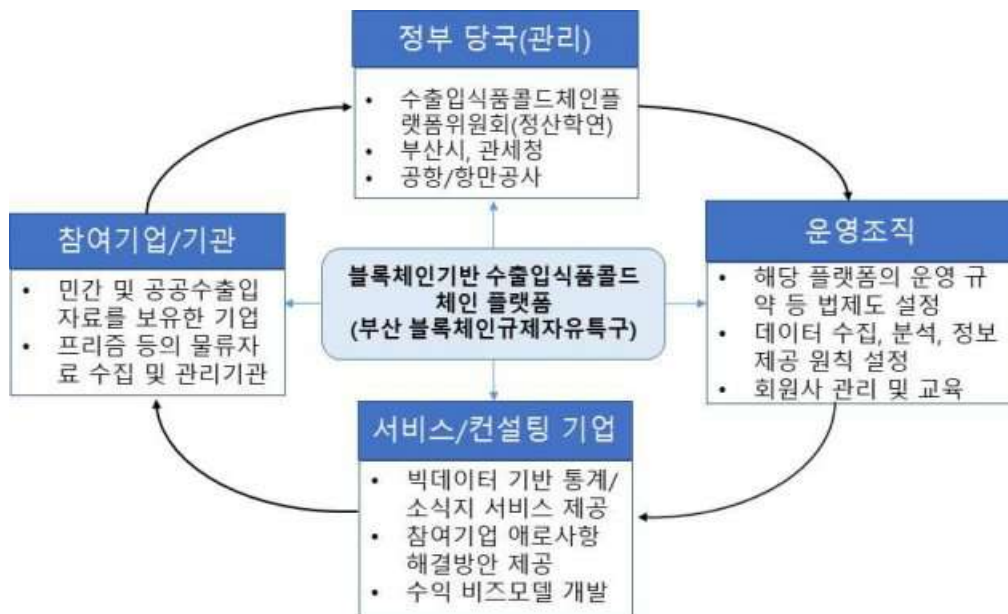 정부 당국(관리)
• 수출입식품콜드체인플
랫폼위원회(정산학연)
• 부산시, 관세청
• 공항/항만공사
참여기업/기관
• 민간 및 공공수출입
자료를 보유한 기업
• 프리즘 등의 물류자
료 수집 및 관리기관
블록체인기반 수출입식품콜드
체인 플랫폼
(부산 블록체인규제자유특구)
운영조직
• 해당 플랫폼의 운영 규
약 등 법제도 설정
• 데이터 수집, 분석, 정보
제공 원칙 설정
• 회원사 관리 및 교육
서비스/컨설팅 기업
• 빅데이터 기반 통계/
소식지 서비스 제공
• 참여기업 애로사항
해결방안 제공
• 수익 비즈모델 개발